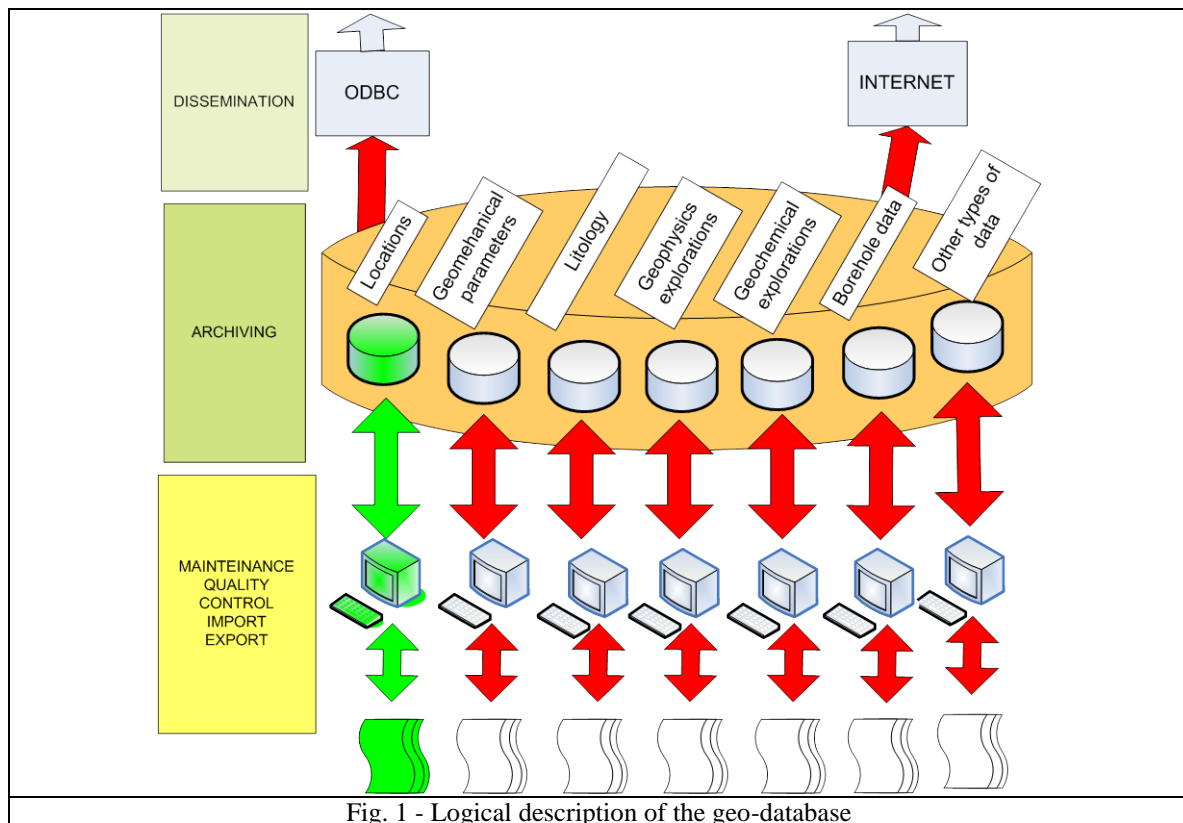 DISSEMINATION
ODBC
INTERNET
ARCHIVING
Locations
Geomehanical
parameters
Litology
Geophysics
explorations
Geochemical
explorations
Borehole data
Other types of
data
MAINTEINANCE
QUALITY
CONTROL
IMPORT
EXPORT
Fig. 1 - Logical description of the geo-database